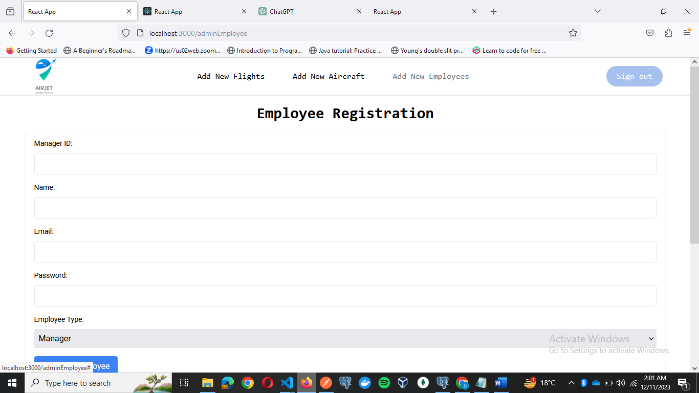 React App
React App
ChatGPT
React App
localhost:3000/adminEmployee
Getting Started
A Beginner's Roadma...
https://us02web.zoom...
Introduction to Progra...
Java tutorial: Practice ...
Young's double slit pr...
Learn to code for free ...
AIRJET
Add New Flights
Add New Aircraft
Add New Employees
Sign out
Employee Registration
Manager ID:
Name:
Email:
Password:
Employee Type:
Manager
Activate Windows
Go to Settings to activate Windows.
localhost:3000/adminEmployee#
oyee
Type here to search
18°C
2:01 AM
12/11/2023